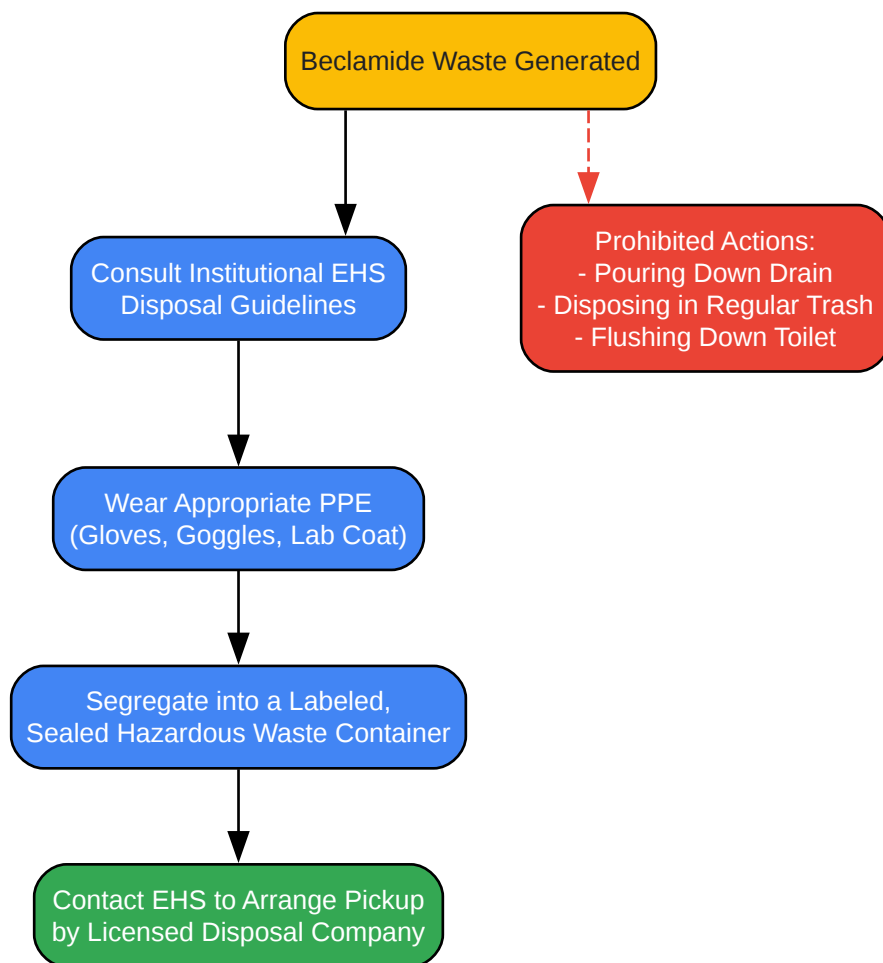 Beclamide Waste Generated
Consult Institutional EHS
Disposal Guidelines
Prohibited Actions:
- Pouring Down Drain
- Disposing in Regular Trash
- Flushing Down Toilet
Wear Appropriate PPE
(Gloves, Goggles, Lab Coat)
Segregate into a Labeled,
Sealed Hazardous Waste Container
Contact EHS to Arrange Pickup
by Licensed Disposal Company